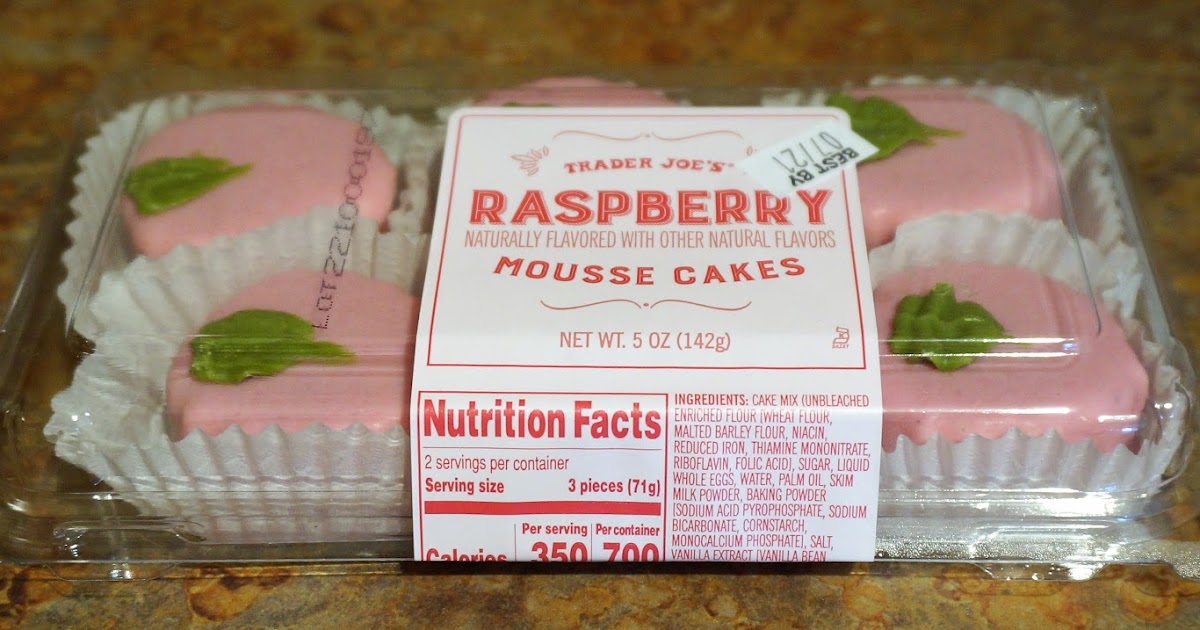 TRADER JOE'S
RASPBERRY
NATURALLY FLAVORED WITH OTHER NATURAL FLAVORS
MOUSSE CAKES
NET WT. 5 OZ (142g)
BEST BY
07/27
Nutrition Facts
2 servings per container
Serving size 3 pieces (71g)
Per serving Per container
Calories 350 700
INGREDIENTS: CAKE MIX (UNBLEACHED
ENRICHED FLOUR [WHEAT FLOUR,
MALTED BARLEY FLOUR, NIACIN,
REDUCED IRON, THIAMINE MONONITRATE,
RIBOFLAVIN, FOLIC ACID], SUGAR, LIQUID
WHOLE EGGS, WATER, PALM OIL, SKIM
MILK POWDER, BAKING POWDER
[SODIUM ACID PYROPHOSPHATE, SODIUM
BICARBONATE, CORNSTARCH,
MONOCALCIUM PHOSPHATE], SALT,
VANILLA EXTRACT [VANILLA BEAN